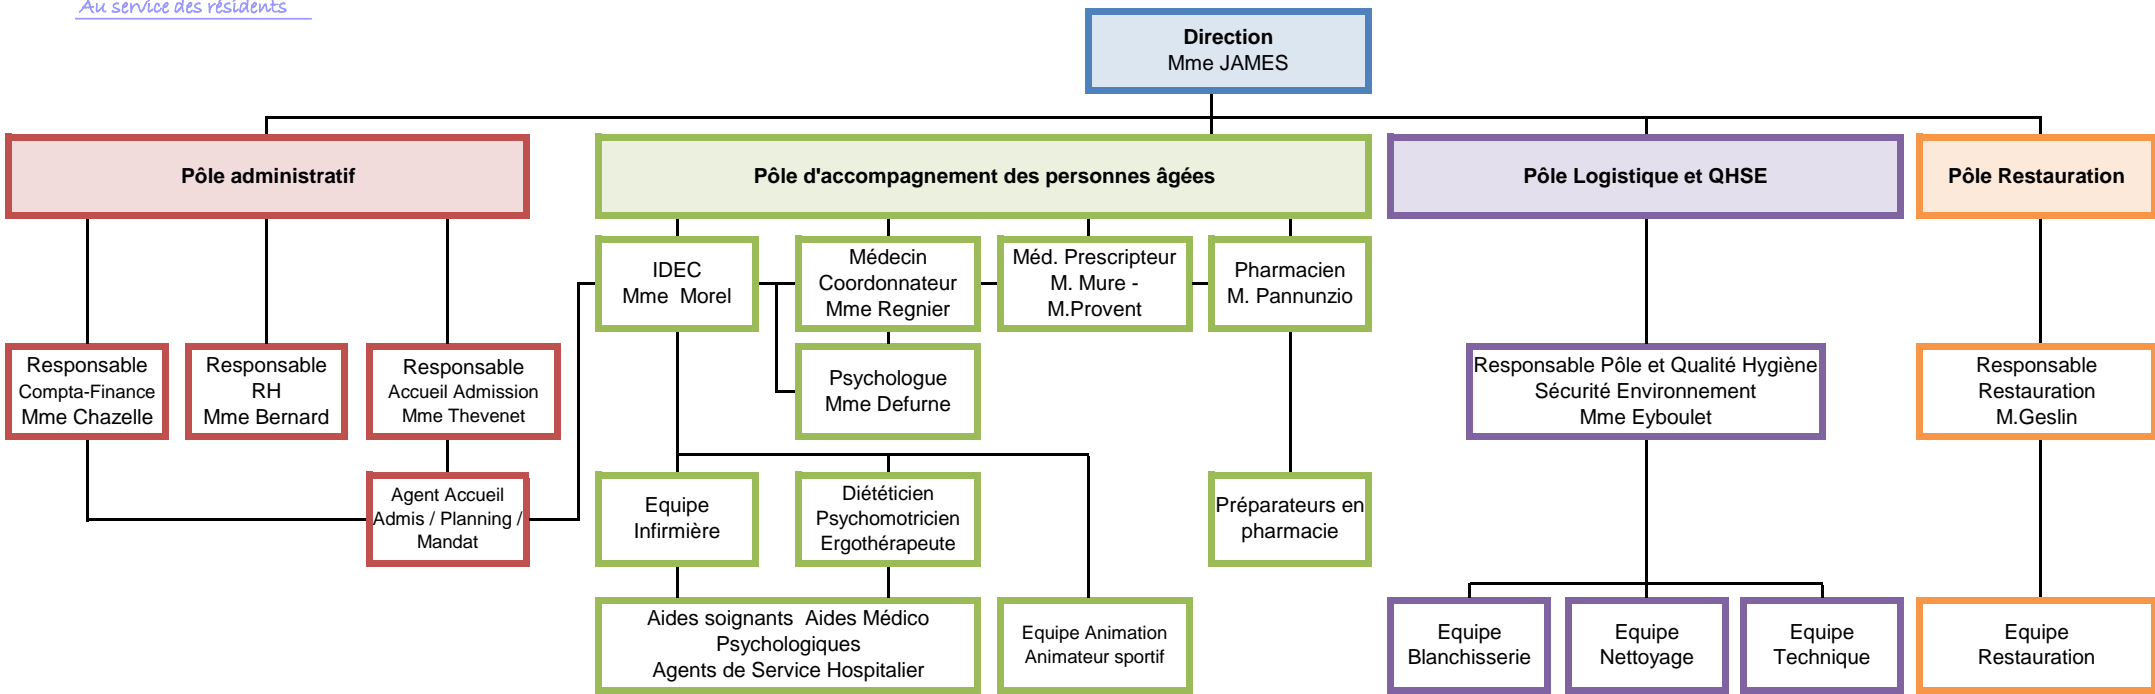 Au service des résidents
Direction
Mme JAMES
Pôle administratif
Pôle d'accompagnement des personnes âgées
Pôle Logistique et QHSE
Pôle Restauration
IDEC
Mme Morel
Médecin
Coordonnateur
Mme Regnier
Méd. Prescripteur
M. Mure -
M.Provent
Pharmacien
M. Pannunzio
Responsable
Compta-Finance
Mme Chazelle
Responsable
RH
Mme Bernard
Responsable
Accueil Admission
Mme Thevenet
Psychologue
Mme Defurne
Responsable Pôle et Qualité Hygiène
Sécurité Environnement
Mme Eyboulet
Responsable
Restauration
M.Geslin
Agent Accueil
Admis / Planning /
Mandat
Equipe
Infirmière
Diététicien
Psychomotricien
Ergothérapeute
Préparateurs en
pharmacie
Aides soignants Aides Médico
Psychologiques
Agents de Service Hospitalier
Equipe Animation
Animateur sportif
Equipe
Blanchisserie
Equipe
Nettoyage
Equipe
Technique
Equipe
Restauration